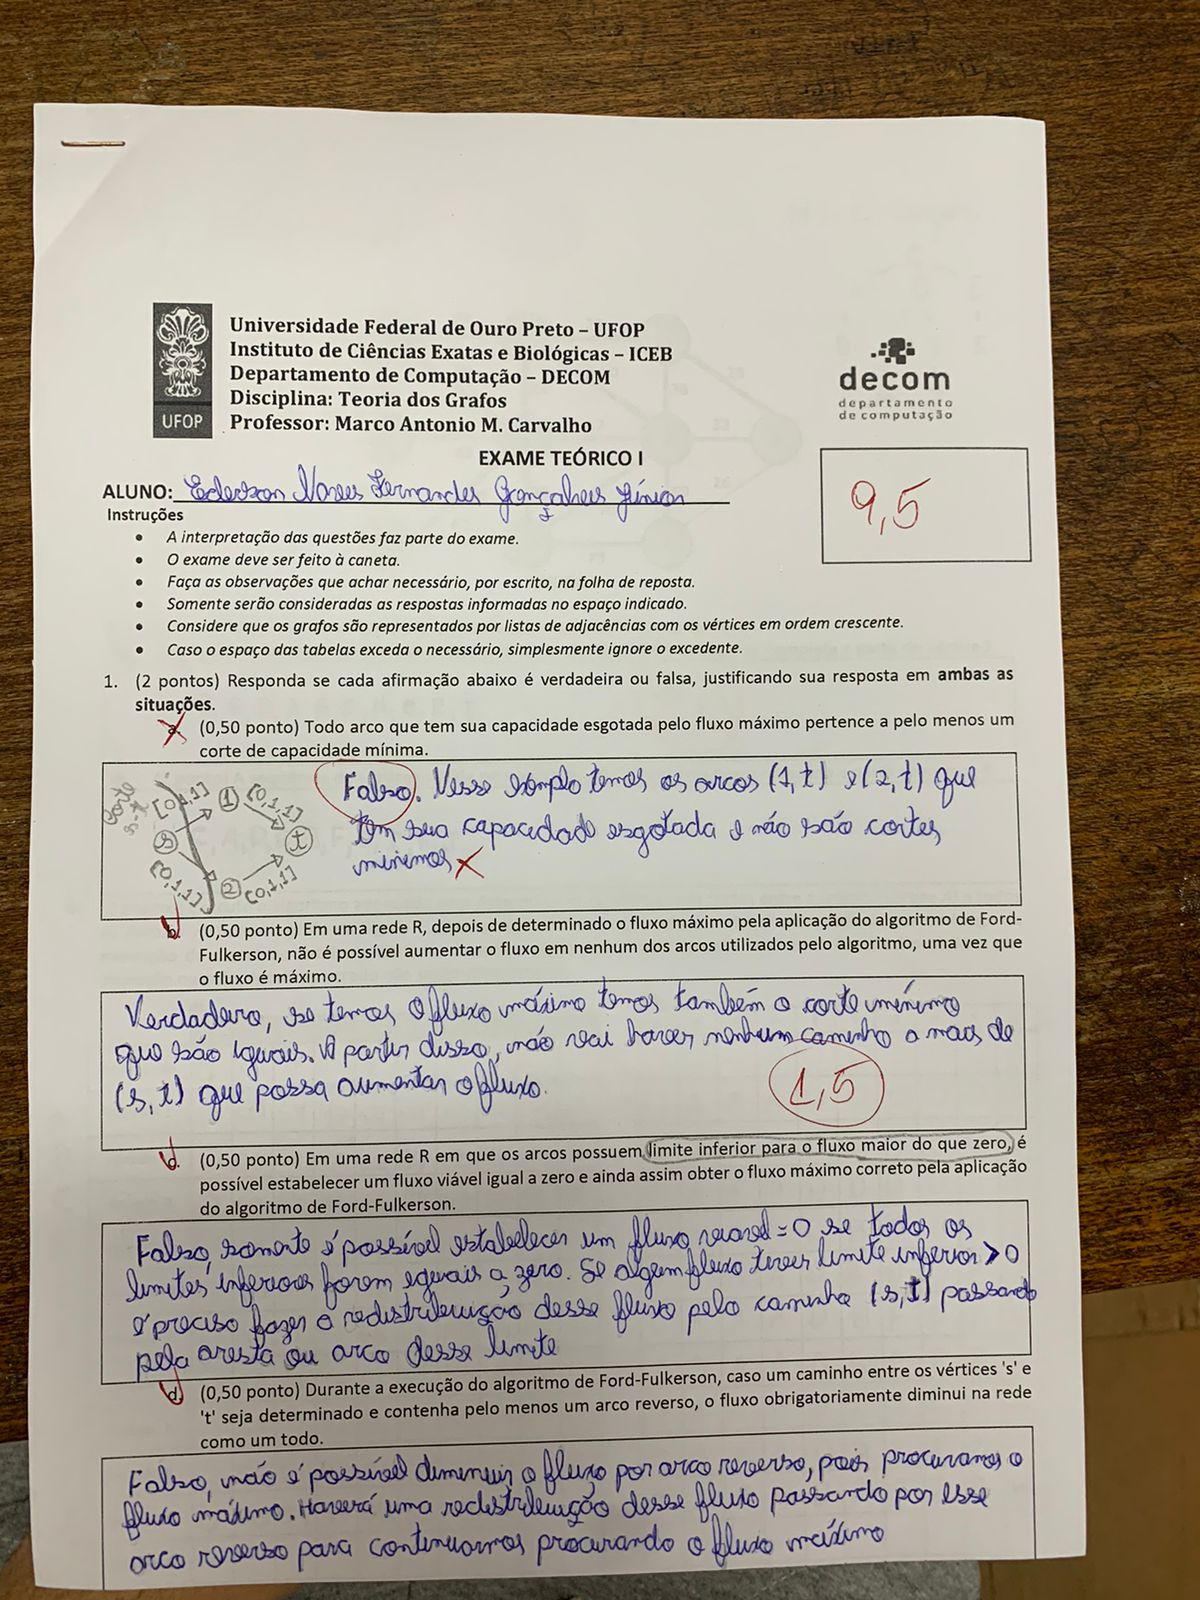 Universidade Federal de Ouro Preto – UFOP
Instituto de Ciências Exatas e Biológicas – ICEB
Departamento de Computação – DECOM
Disciplina: Teoria dos Grafos
Professor: Marco Antonio M. Carvalho
UFOP
decom
departamento
de computação
EXAME TEÓRICO I
ALUNO: Ederson Naves Fernandes Gonçalves Júnior
9,5
Instruções
• A interpretação das questões faz parte do exame.
• O exame deve ser feito à caneta.
• Faça as observações que achar necessário, por escrito, na folha de reposta.
• Somente serão consideradas as respostas informadas no espaço indicado.
• Considere que os grafos são representados por listas de adjacências com os vértices em ordem crescente.
• Caso o espaço das tabelas exceda o necessário, simplesmente ignore o excedente.
1. (2 pontos) Responda se cada afirmação abaixo é verdadeira ou falsa, justificando sua resposta em ambas as
situações.
a. (0,50 ponto) Todo arco que tem sua capacidade esgotada pelo fluxo máximo pertence a pelo menos um
corte de capacidade mínima.
corte
s-t
[0,1,1] 1 [0,1,1]
s t
[0,1,1] 2 [0,1,1]
Falso. Nesse exmplo temos os arcos (1,t) e (2,t) que
tem sua capacidade esgotada e não são cortes
minimos
b. (0,50 ponto) Em uma rede R, depois de determinado o fluxo máximo pela aplicação do algoritmo de Ford-
Fulkerson, não é possível aumentar o fluxo em nenhum dos arcos utilizados pelo algoritmo, uma vez que
o fluxo é máximo.
Verdadeiro, se temos o fluxo máximo temos também o corte minimo
que são iguais. A partir disso, não vai haver nenhum caminho a mais de
(s,t) que possa aumentar o fluxo.
1,5
c. (0,50 ponto) Em uma rede R em que os arcos possuem limite inferior para o fluxo maior do que zero, é
possível estabelecer um fluxo viável igual a zero e ainda assim obter o fluxo máximo correto pela aplicação
do algoritmo de Ford-Fulkerson.
Falso, somente é possível estabelecer um fluxo = 0 se todos os
limites inferiores forem iguais a zero. Se algum fluxo tiver limite inferior > 0
é preciso fazer a redistribuição desse fluxo pelo caminho (s,t) passando
pela aresta ou arco desse limite
d. (0,50 ponto) Durante a execução do algoritmo de Ford-Fulkerson, caso um caminho entre os vértices 's' e
't' seja determinado e contenha pelo menos um arco reverso, o fluxo obrigatoriamente diminui na rede
como um todo.
Falso, não é possível diminuir o fluxo por arco reverso, pois procuramos o
fluxo máximo. Haverá uma redistribuição desse fluxo passando por esse
arco reverso para continuarmos procurando o fluxo máximo